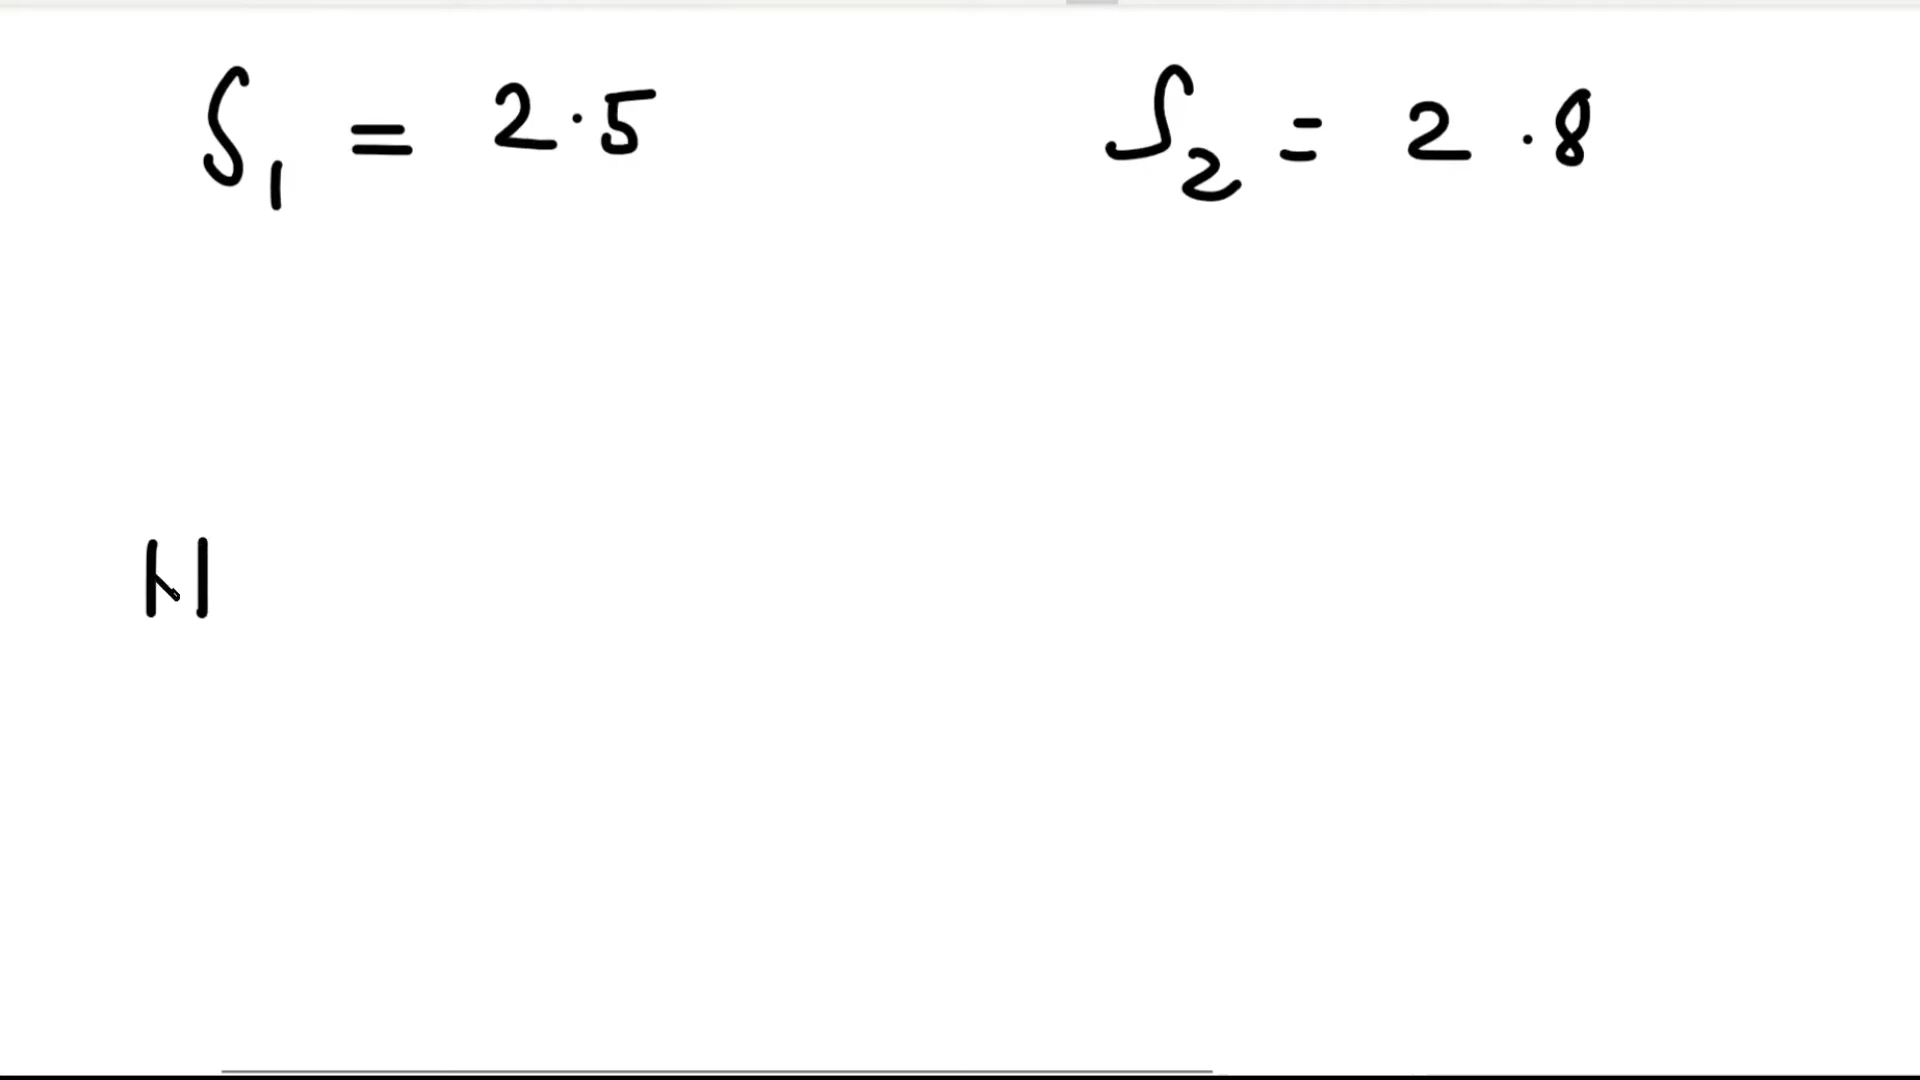 S₁ = 2.5 S₂ = 2.8
H